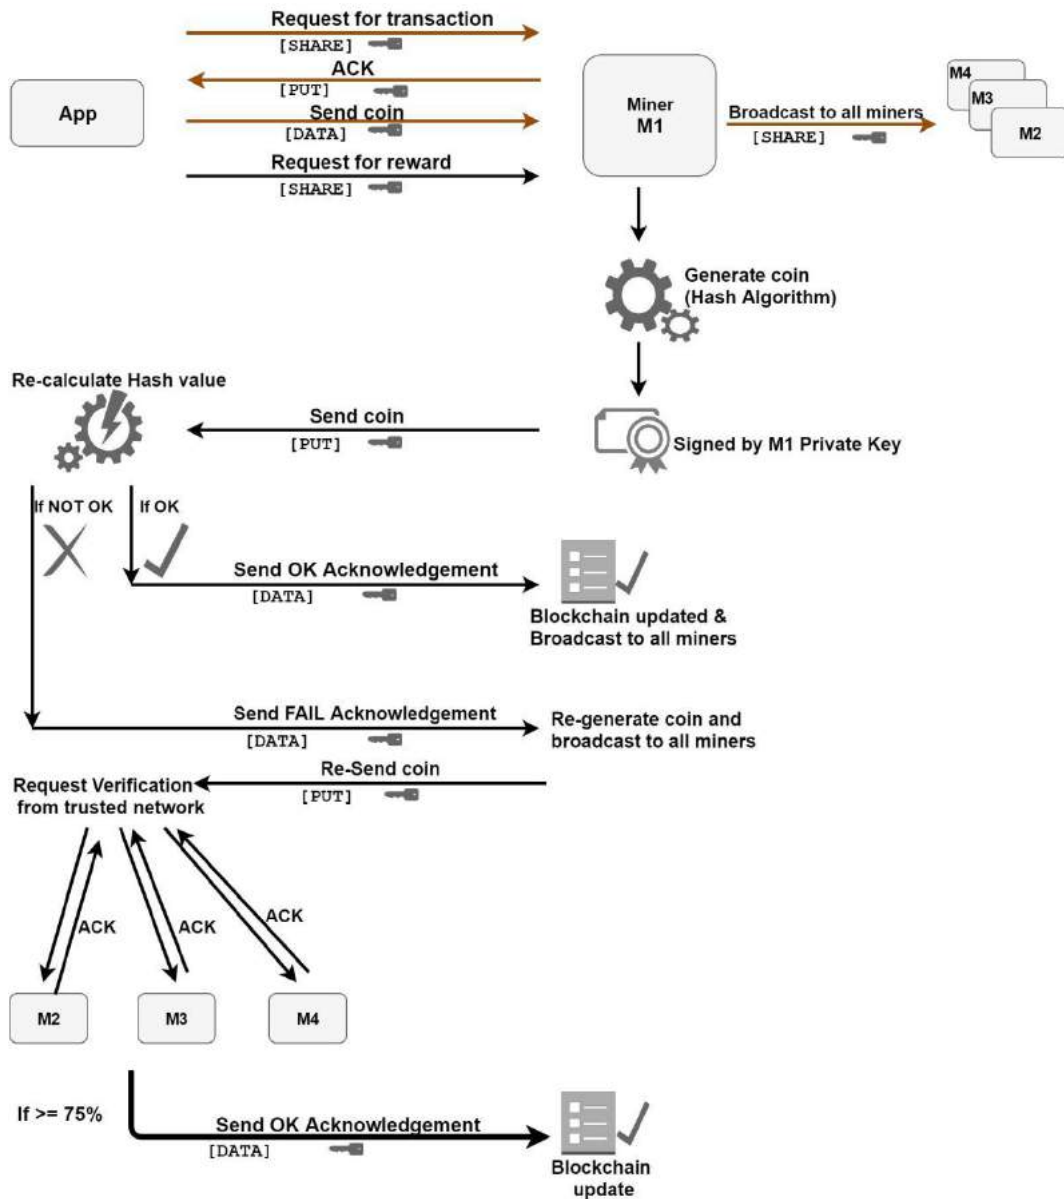 Request for transaction
[SHARE]
ACK
[PUT]
App
Send coin
[DATA]
Request for reward
[SHARE]
Miner
M1
Broadcast to all miners
[SHARE]
M4
M3
M2
Generate coin
(Hash Algorithm)
Re-calculate Hash value
Send coin
[PUT]
Signed by M1 Private Key
If NOT OK
If OK
Send OK Acknowledgement
[DATA]
Blockchain updated &
Broadcast to all miners
Send FAIL Acknowledgement
[DATA]
Re-generate coin and
broadcast to all miners
Re-Send coin
[PUT]
Request Verification
from trusted network
ACK
ACK
ACK
M2
M3
M4
If >= 75%
Send OK Acknowledgement
[DATA]
Blockchain
update